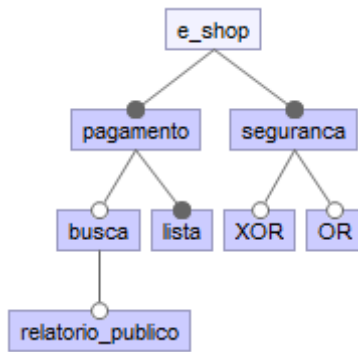 e_shop
pagamento
seguranca
busca
lista
XOR
OR
relatorio_publico